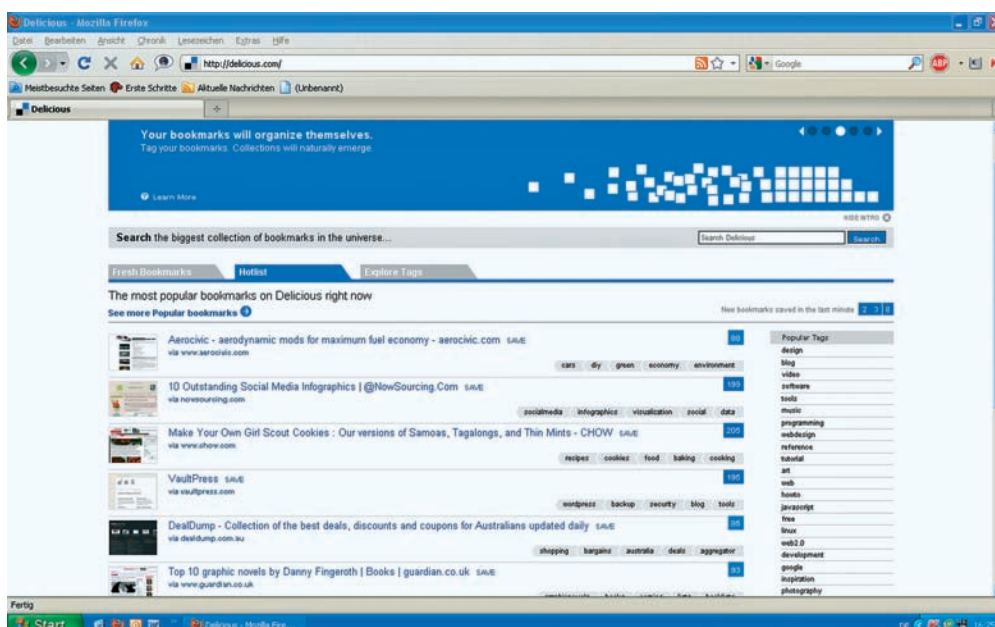 Delicious - Mozilla Firefox
Datei Bearbeiten Ansicht Chronik Lesezeichen Extras Hilfe
http://delicious.com/ Google ABP
Meistbesuchte Seiten Erste Schritte Aktuelle Nachrichten (Unbenannt)
Delicious
Your bookmarks will organize themselves.
Tag your bookmarks. Collections will naturally emerge.
Learn More
HIDE INTRO
Search the biggest collection of bookmarks in the universe... Search Delicious Search
Fresh Bookmarks Hotlist Explore Tags
The most popular bookmarks on Delicious right now
See more Popular bookmarks New bookmarks saved in the last minute 2 3
Aerocivic - aerodynamic mods for maximum fuel economy - aerocivic.com SAVE
via www.aerocivic.com
cars diy green economy environment
10 Outstanding Social Media Infographics | @NowSourcing.Com SAVE
via nowsourcing.com
socialmedia infographics visualization social data
Make Your Own Girl Scout Cookies : Our versions of Samoas, Tagalongs, and Thin Mints - CHOW SAVE 205
via www.chow.com
recipes cookies food baking cooking
VaultPress SAVE 195
via vaultpress.com
wordpress backup security blog tools
DealDump - Collection of the best deals, discounts and coupons for Australians updated daily SAVE
via dealdump.com.au
shopping bargains australia deals aggregator
Top 10 graphic novels by Danny Fingeroth | Books | guardian.co.uk SAVE 93
via www.guardian.co.uk
Popular Tags
design
blog
video
software
tools
music
programming
webdesign
reference
tutorial
art
web
howto
javascript
free
linux
web2.0
development
google
inspiration
photography
Fertig
Start Delicious - Mozilla Fire... DE